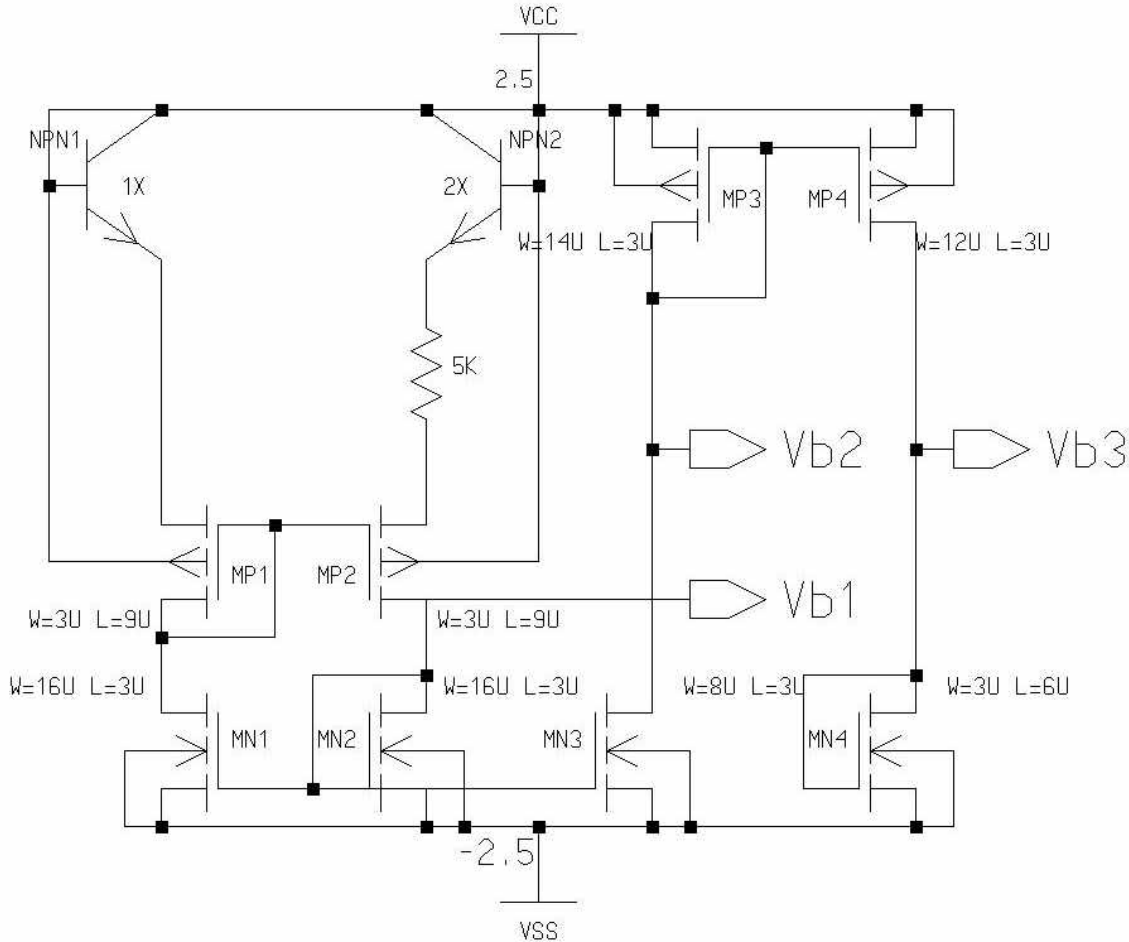 VCC
2.5
NPN1
NPN2
1X
2X
MP3
MP4
W=14U L=3U
W=12U L=3U
5K
Vb2
Vb3
MP1
MP2
Vb1
W=3U L=9U
W=3U L=9U
W=16U L=3U
W=16U L=3U
W=8U L=3U
W=3U L=6U
MN1
MN2
MN3
MN4
-2.5
VSS